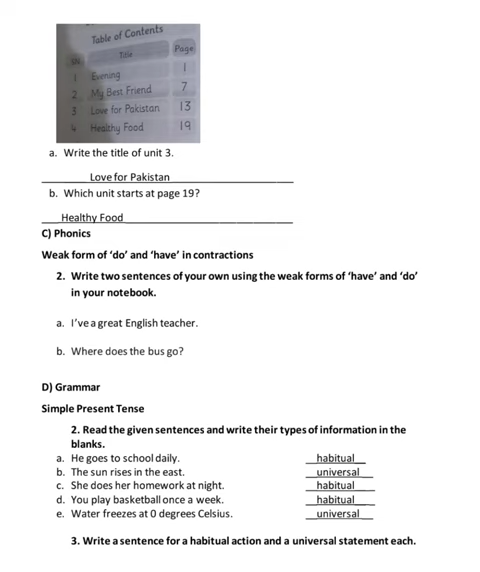 Table of Contents
SN Title Page
1 Evening 1
2 My Best Friend 7
3 Love for Pakistan 13
4 Healthy Food 19
a. Write the title of unit 3.
Love for Pakistan
b. Which unit starts at page 19?
Healthy Food
C) Phonics
Weak form of ‘do’ and ‘have’ in contractions
2. Write two sentences of your own using the weak forms of ‘have’ and ‘do’
in your notebook.
a. I’ve a great English teacher.
b. Where does the bus go?
D) Grammar
Simple Present Tense
2. Read the given sentences and write their types of information in the
blanks.
a. He goes to school daily. habitual
b. The sun rises in the east. universal
c. She does her homework at night. habitual
d. You play basketball once a week. habitual
e. Water freezes at 0 degrees Celsius. universal
3. Write a sentence for a habitual action and a universal statement each.